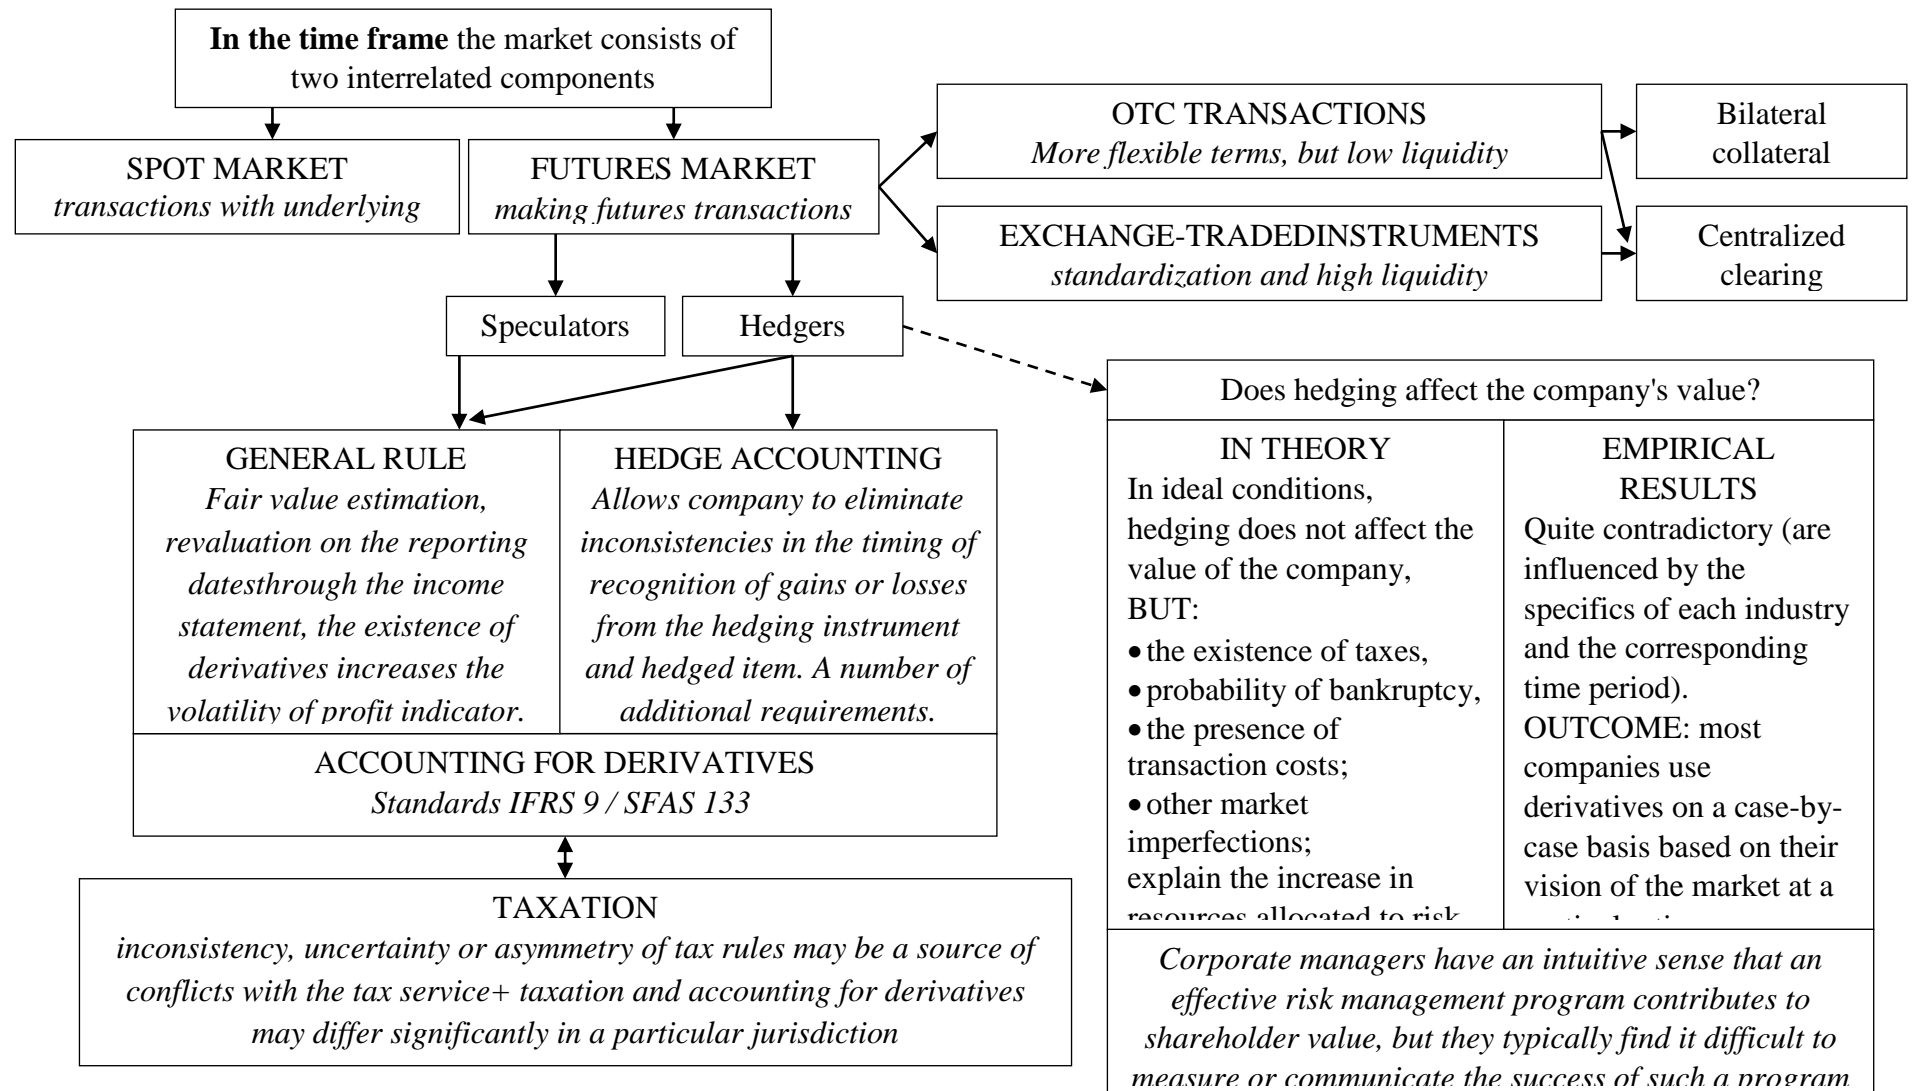 In the time frame the market consists of
two interrelated components
SPOT MARKET
transactions with underlying
FUTURES MARKET
making futures transactions
OTC TRANSACTIONS
More flexible terms, but low liquidity
Bilateral
collateral
EXCHANGE-TRADEDINSTRUMENTS
standardization and high liquidity
Centralized
clearing
Speculators
Hedgers
GENERAL RULE
Fair value estimation,
revaluation on the reporting
datesthrough the income
statement, the existence of
derivatives increases the
volatility of profit indicator.
HEDGE ACCOUNTING
Allows company to eliminate
inconsistencies in the timing of
recognition of gains or losses
from the hedging instrument
and hedged item. A number of
additional requirements.
ACCOUNTING FOR DERIVATIVES
Standards IFRS 9 / SFAS 133
TAXATION
inconsistency, uncertainty or asymmetry of tax rules may be a source of
conflicts with the tax service+ taxation and accounting for derivatives
may differ significantly in a particular jurisdiction
Does hedging affect the company's value?
IN THEORY
In ideal conditions,
hedging does not affect the
value of the company,
BUT:
• the existence of taxes,
• probability of bankruptcy,
• the presence of
transaction costs;
• other market
imperfections;
explain the increase in
resources allocated to risk
EMPIRICAL
RESULTS
Quite contradictory (are
influenced by the
specifics of each industry
and the corresponding
time period).
OUTCOME: most
companies use
derivatives on a case-by-
case basis based on their
vision of the market at a
Corporate managers have an intuitive sense that an
effective risk management program contributes to
shareholder value, but they typically find it difficult to
measure or communicate the success of such a program